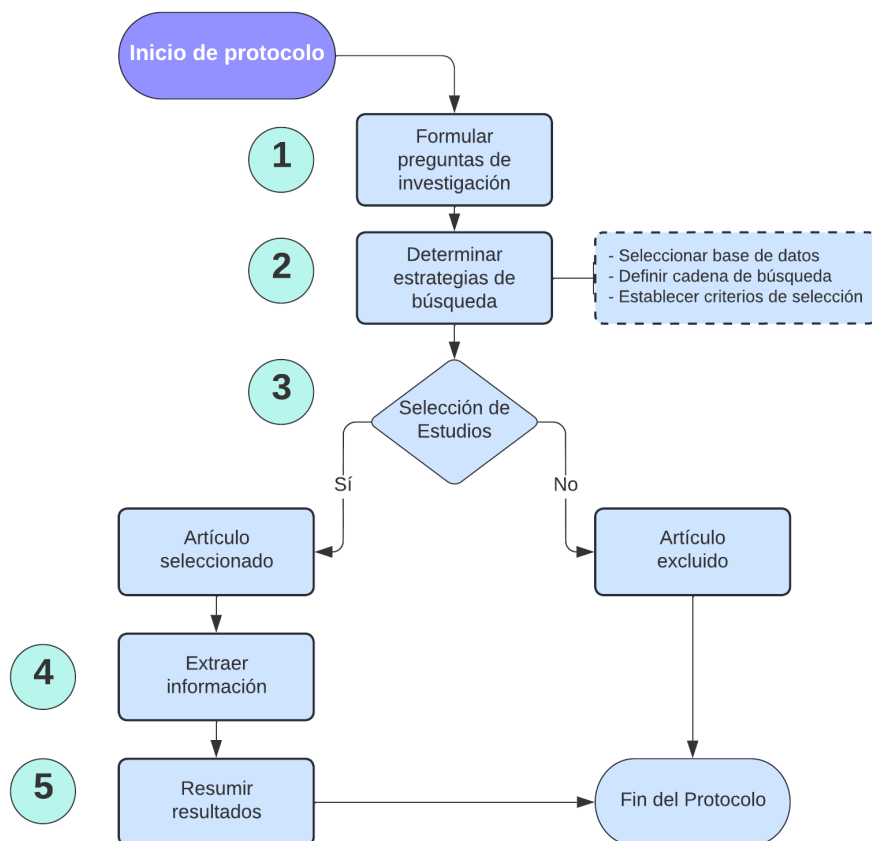 Inicio de protocolo
1
Formular
preguntas de
investigación
2
Determinar
estrategias de
búsqueda
- Seleccionar base de datos
- Definir cadena de búsqueda
- Establecer criterios de selección
3
Selección de
Estudios
Sí
No
Artículo
seleccionado
Artículo
excluido
4
Extraer
información
5
Resumir
resultados
Fin del Protocolo